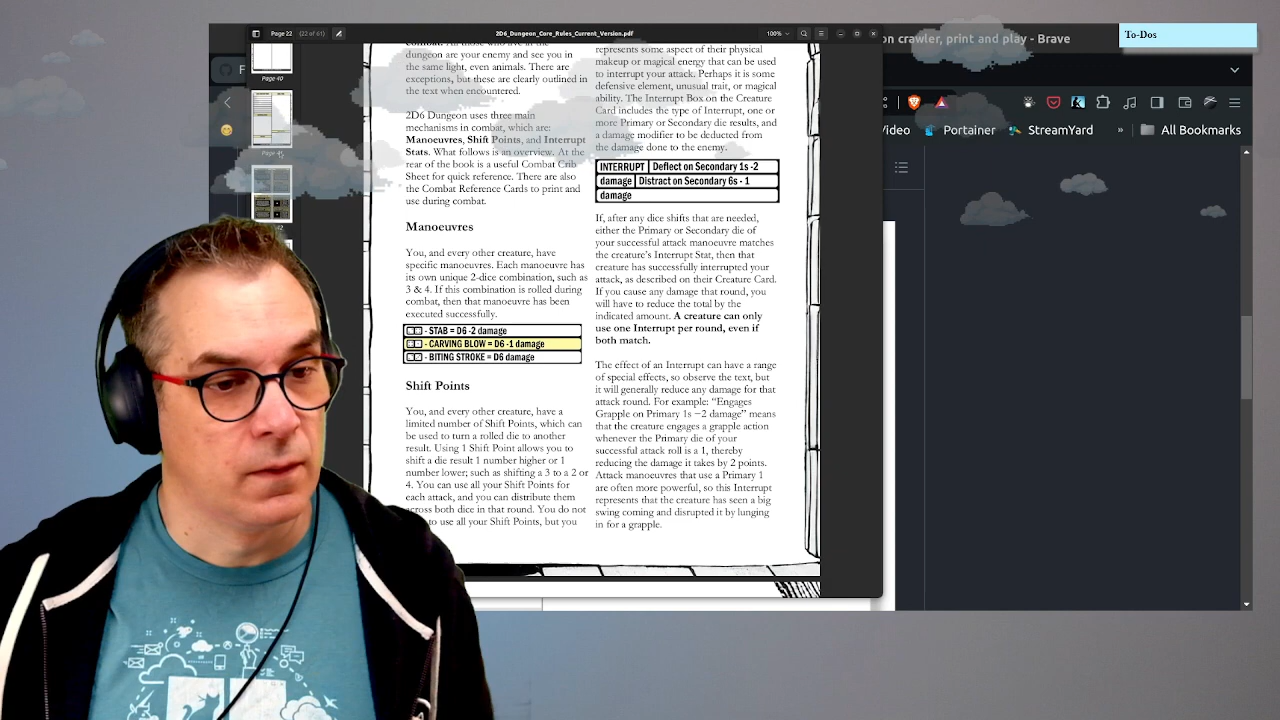 Page 22 (22 of 61)
2D6_Dungeon_Core_Rules_Current_Version.pdf
100%
on crawler, print and play - Brave
To-Dos
ideo
Portainer
StreamYard
»
All Bookmarks
Page 40
Page 41
dungeon are your enemy and see you in
the same light, even animals. There are
exceptions, but these are clearly outlined in
the text when encountered.
2D6 Dungeon uses three main
mechanisms in combat, which are:
Manoeuvres, Shift Points, and Interrupt
Stats. What follows is an overview. At the
rear of the book is a useful Combat Crib
Sheet for quick reference. There are also
the Combat Reference Cards to print and
use during combat.
Manoeuvres
You, and every other creature, have
specific manoeuvres. Each manoeuvre has
its own unique 2-dice combination, such as
3 & 4. If this combination is rolled during
combat, then that manoeuvre has been
executed successfully.
- STAB = D6 -2 damage
- CARVING BLOW = D6 -1 damage
- BITING STROKE = D6 damage
Shift Points
You, and every other creature, have a
limited number of Shift Points, which can
be used to turn a rolled die to another
result. Using 1 Shift Point allows you to
shift a die result 1 number higher or 1
number lower; such as shifting a 3 to a 2 or
4. You can use all your Shift Points for
each attack, and you can distribute them
across both dice in that round. You do not
to use all your Shift Points, but you
represents some aspect of their physical
makeup or magical energy that can be used
to interrupt your attack. Perhaps it is some
defensive element, unusual trait, or magical
ability. The Interrupt Box on the Creature
Card includes the type of Interrupt, one or
more Primary or Secondary die results, and
a damage modifier to be deducted from
the damage done to the enemy.
INTERRUPT Deflect on Secondary 1s -2
damage Distract on Secondary 6s - 1
damage
If, after any dice shifts that are needed,
either the Primary or Secondary die of
your successful attack manoeuvre matches
the creature's Interrupt Stat, then that
creature has successfully interrupted your
attack, as described on their Creature Card.
If you cause any damage that round, you
will have to reduce the total by the
indicated amount. A creature can only
use one Interrupt per round, even if
both match.
The effect of an Interrupt can have a range
of special effects, so observe the text, but
it will generally reduce any damage for that
attack round. For example: “Engages
Grapple on Primary 1s −2 damage” means
that the creature engages a grapple action
whenever the Primary die of your
successful attack roll is a 1, thereby
reducing the damage it takes by 2 points.
Attack manoeuvres that use a Primary 1
are often more powerful, so this Interrupt
represents that the creature has seen a big
swing coming and disrupted it by lunging
in for a grapple.